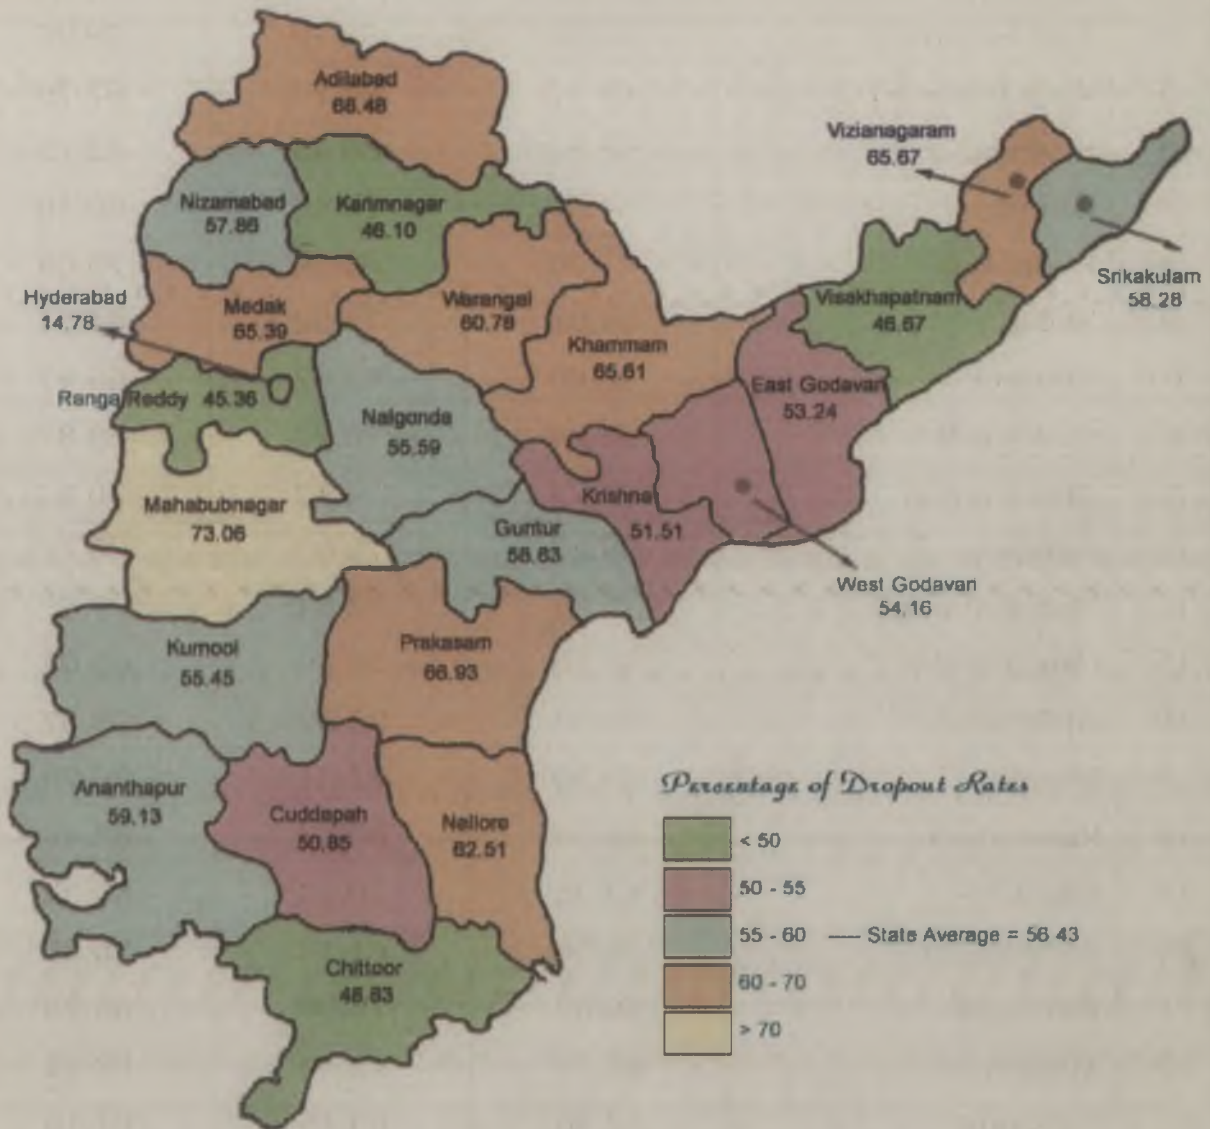 Adilabad
68.48
Vizianagaram
65.67
Nizamabad
57.86
Karimnagar
46.10
Srikakulam
58.28
Hyderabad
14.78
Medak
65.39
Warangal
60.78
Visakhapatnam
46.67
Khammam
65.61
Ranga Reddy 45.36
East Godavari
53.24
Nalgonda
55.59
Mahabubnagar
73.06
Krishna
51.51
Guntur
58.63
West Godavari
54.16
Kurnool
55.45
Prakasam
66.93
Ananthapur
59.13
Cuddapah
50.85
Nellore
62.51
Chittoor
48.83
Percentage of Dropout Rates
< 50
50 - 55
55 - 60 — State Average = 56.43
60 - 70
> 70